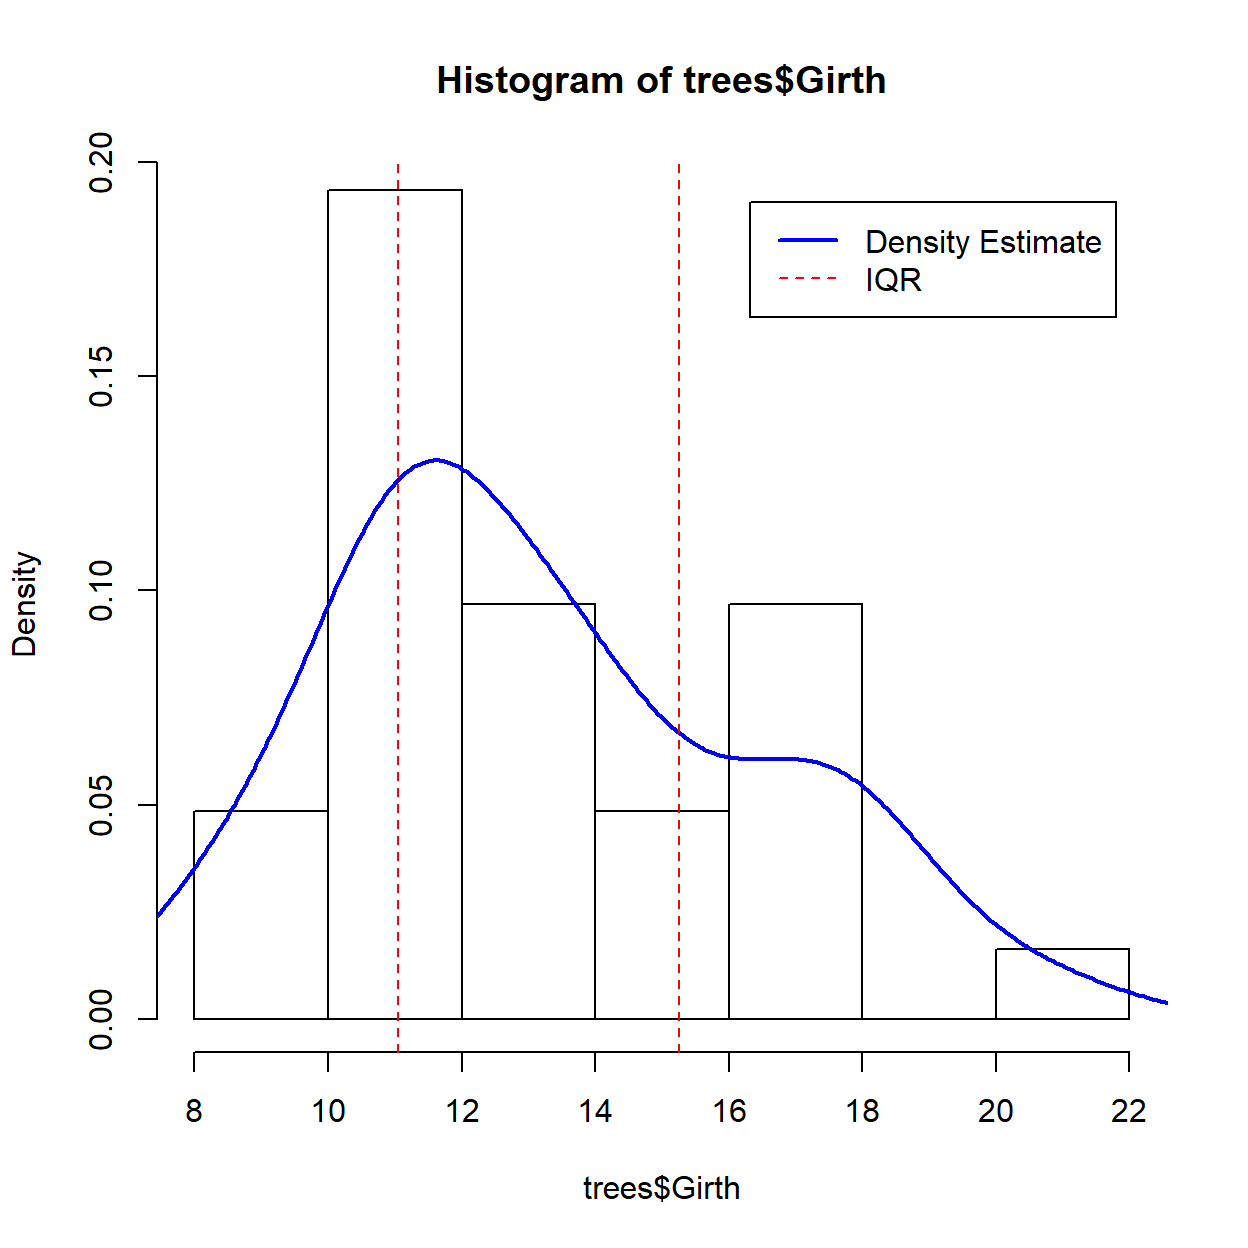 Histogram of trees$Girth
Density Estimate
IQR
Density
0.00
0.05
0.10
0.15
0.20
8 10 12 14 16 18 20 22
trees$Girth